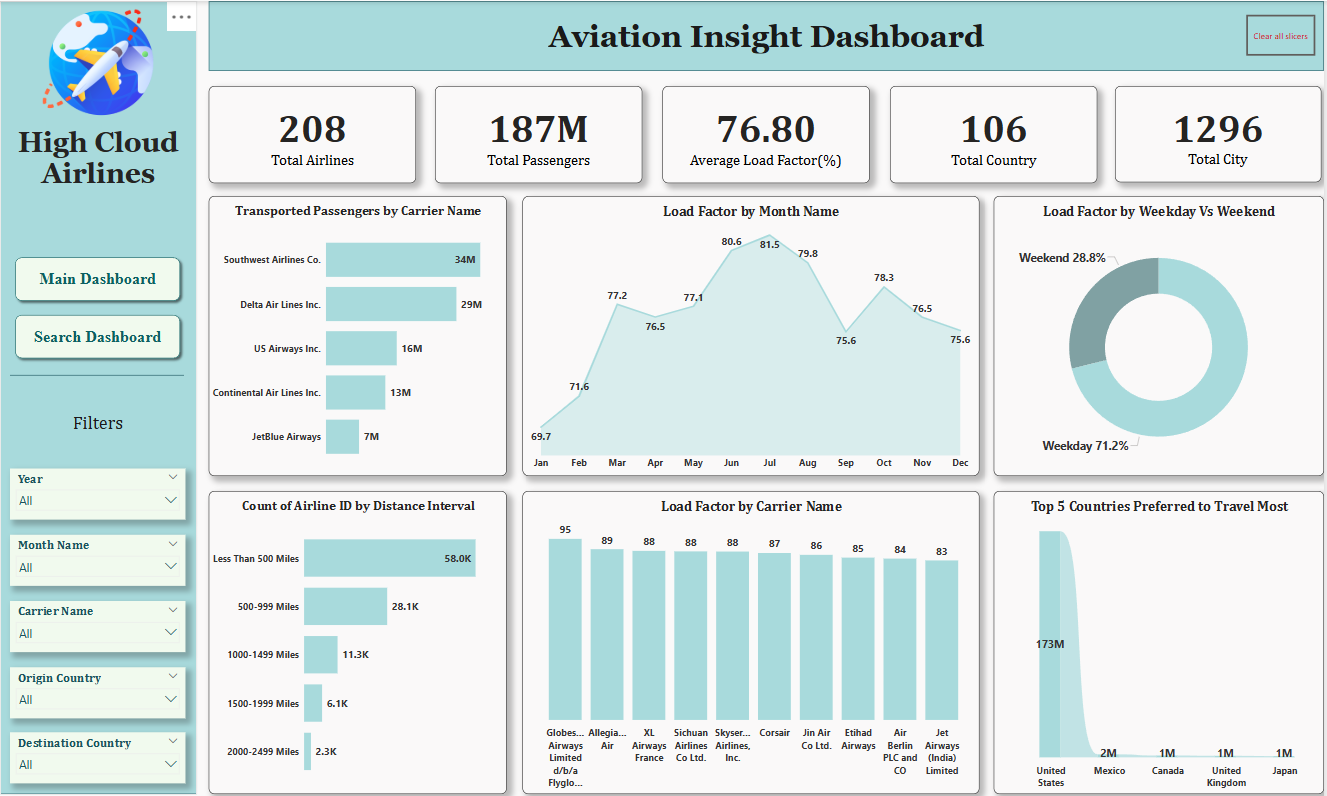 Aviation Insight Dashboard
Clear all slicers
High Cloud
Airlines
Main Dashboard
Search Dashboard
Filters
Year
All
Month Name
All
Carrier Name
All
Origin Country
All
Destination Country
All
208
Total Airlines
187M
Total Passengers
76.80
Average Load Factor(%)
106
Total Country
1296
Total City
Transported Passengers by Carrier Name
Southwest Airlines Co.
34M
Delta Air Lines Inc.
29M
US Airways Inc.
16M
Continental Air Lines Inc.
13M
JetBlue Airways
7M
Load Factor by Month Name
69.7
71.6
77.2
76.5
77.1
80.6
81.5
79.8
75.6
78.3
76.5
75.6
Jan
Feb
Mar
Apr
May
Jun
Jul
Aug
Sep
Oct
Nov
Dec
Load Factor by Weekday Vs Weekend
Weekend 28.8%
Weekday 71.2%
Count of Airline ID by Distance Interval
Less Than 500 Miles
58.0K
500-999 Miles
28.1K
1000-1499 Miles
11.3K
1500-1999 Miles
6.1K
2000-2499 Miles
2.3K
Load Factor by Carrier Name
95
89
88
88
88
87
86
85
84
83
Globes...
Airways
Limited
d/b/a
Flyglo...
Allegia...
Air
XL
Airways
France
Sichuan
Airlines
Co Ltd.
Skyser...
Airlines,
Inc.
Corsair
Jin Air
Co Ltd.
Etihad
Airways
Air
Berlin
PLC and
CO
Jet
Airways
(India)
Limited
Top 5 Countries Preferred to Travel Most
173M
2M
1M
1M
1M
United
States
Mexico
Canada
United
Kingdom
Japan